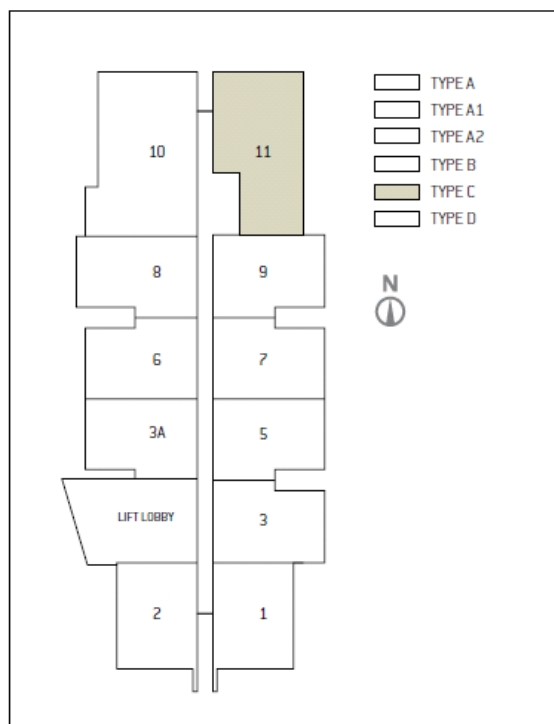 TYPE A
TYPE A1
TYPE A2
TYPE B
TYPE C
TYPE D
N
10
11
8
9
6
7
3A
5
LIFT LOBBY
3
2
1